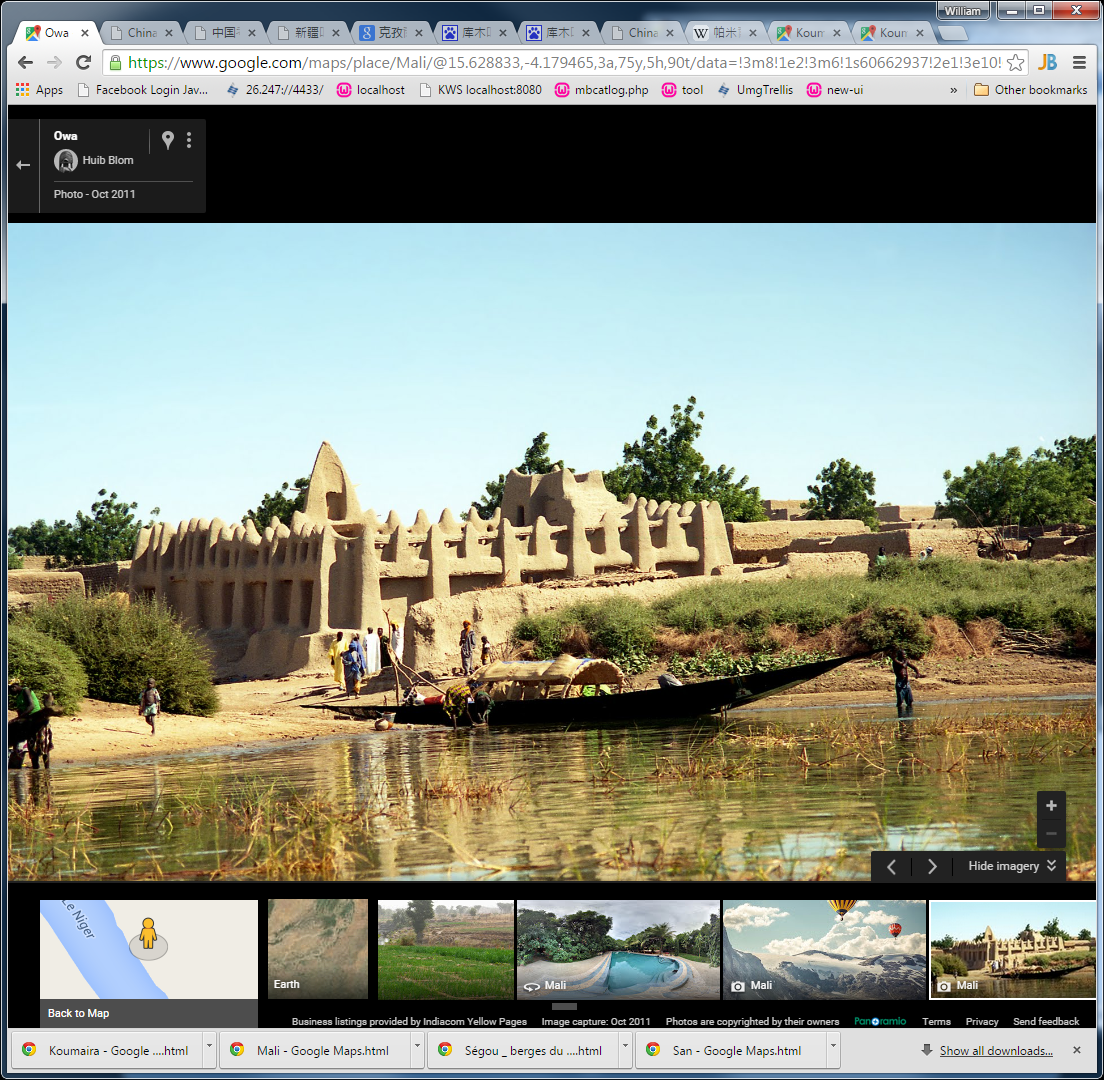 William
Owa
China
中国
新疆
克孜
库木
库木
China
帕米
Koum
Koun
https://www.google.com/maps/place/Mali/@15.628833,-4.179465,3a,75y,5h,90t/data=!3m8!1e2!3m6!1s60662937!2e1!3e10!
JB
Apps
Facebook Login Jav...
26.247://4433/
localhost
KWS localhost:8080
mbcatlog.php
tool
UmgTrellis
new-ui
»
Other bookmarks
Owa
Huib Blom
Photo - Oct 2011
Hide imagery
Le Niger
Back to Map
Earth
Mali
Mali
Mali
Business listings provided by Indiacom Yellow Pages Image capture: Oct 2011 Photos are copyrighted by their owners Panoramio Terms Privacy Send feedback
Koumaira - Google ....html
Mali - Google Maps.html
Ségou _ berges du ....html
San - Google Maps.html
Show all downloads...